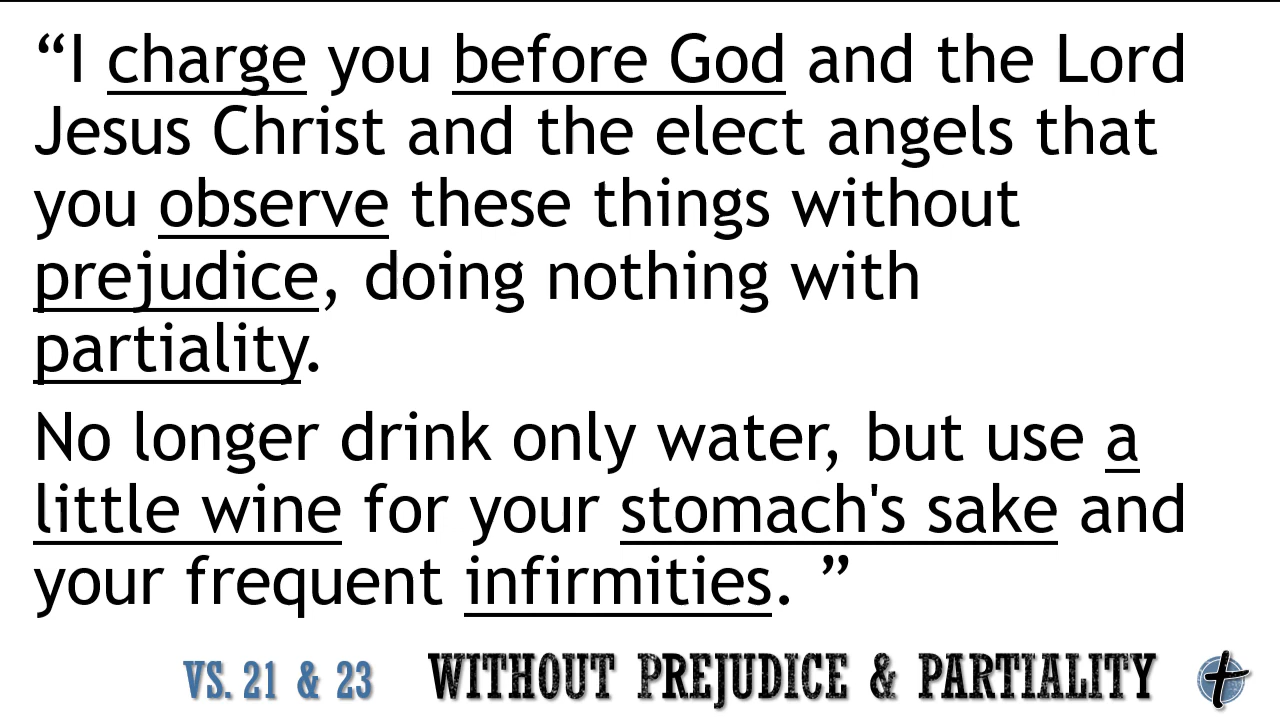 “I charge you before God and the Lord
Jesus Christ and the elect angels that
you observe these things without
prejudice, doing nothing with
partiality.
No longer drink only water, but use a
little wine for your stomach's sake and
your frequent infirmities. ”
VS. 21 & 23 WITHOUT PREJUDICE & PARTIALITY